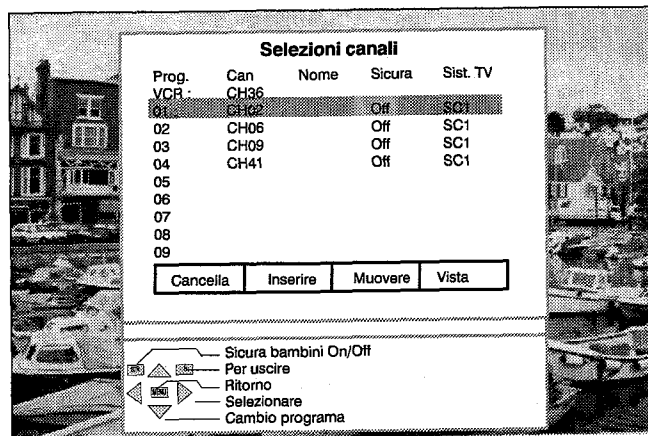 Selezioni canali
Prog. Can Nome Sicura Sist. TV
VCR : CH36
01 : CH02 Off SC1
02 CH06 Off SC1
03 CH09 Off SC1
04 CH41 Off SC1
05
06
07
08
09
Cancella Inserire Muovere Vista
Sicura bambini On/Off
Per uscire
MENU Ritorno
Selezionare
Cambio programa